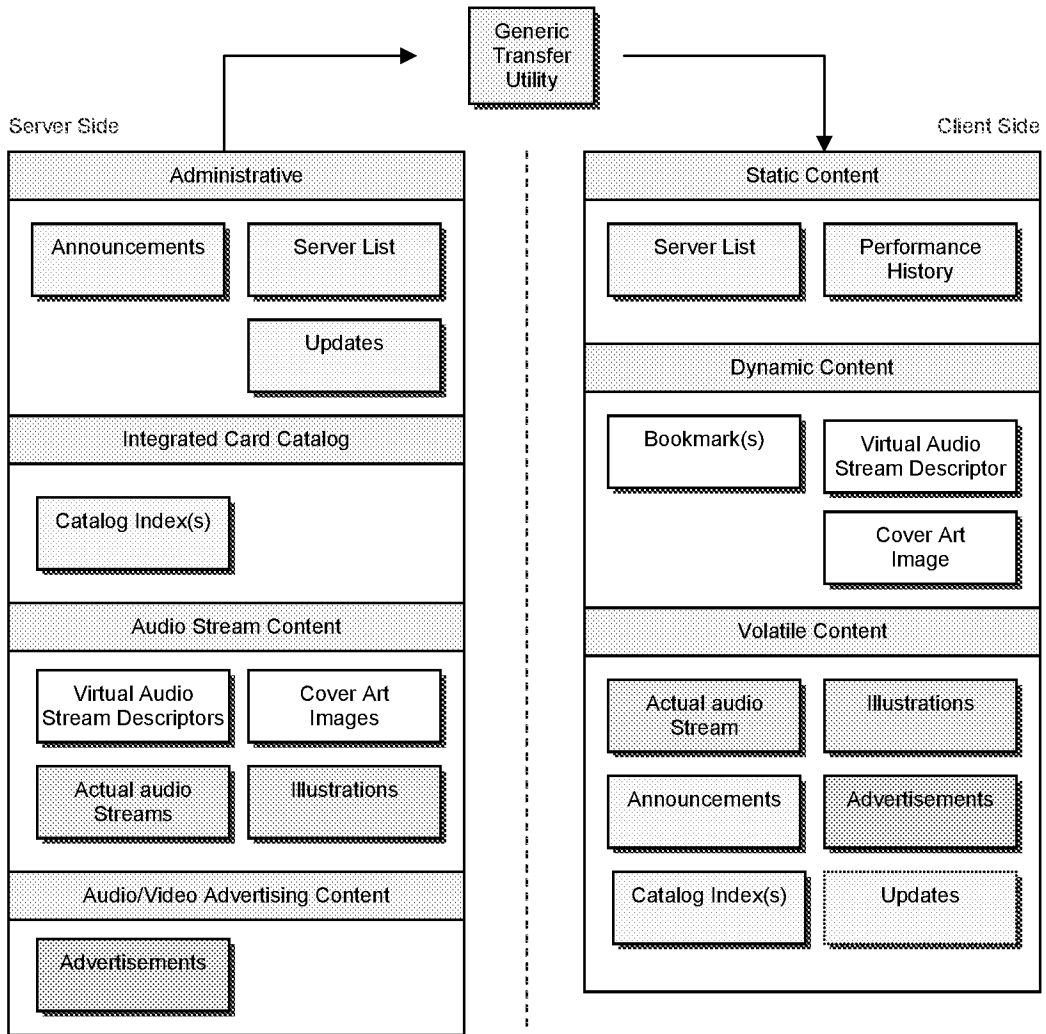 Generic
Transfer
Utility
Server Side
Client Side
Administrative
Announcements
Server List
Updates
Integrated Card Catalog
Catalog Index(s)
Audio Stream Content
Virtual Audio
Stream Descriptors
Cover Art
Images
Actual audio
Streams
Illustrations
Audio/Video Advertising Content
Advertisements
Static Content
Server List
Performance
History
Dynamic Content
Bookmark(s)
Virtual Audio
Stream Descriptor
Cover Art
Image
Volatile Content
Actual audio
Stream
Illustrations
Announcements
Advertisements
Catalog Index(s)
Updates